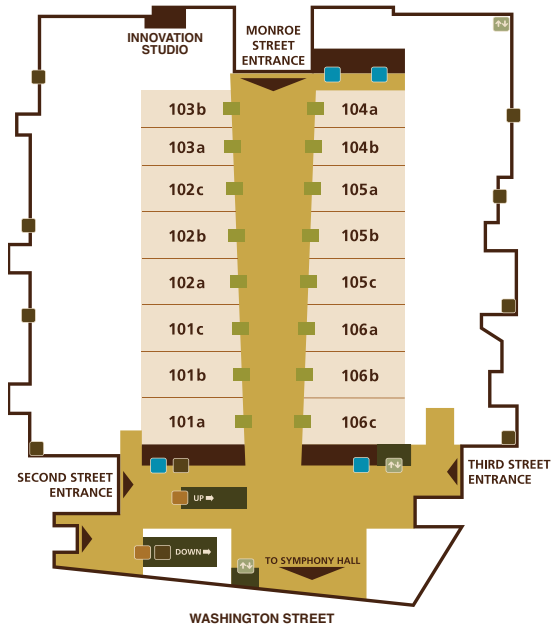 INNOVATION
STUDIO
MONROE
STREET
ENTRANCE
103b
104a
103a
104b
102c
105a
102b
105b
102a
105c
101c
106a
101b
106b
101a
106c
SECOND STREET
ENTRANCE
THIRD STREET
ENTRANCE
UP
DOWN
TO SYMPHONY HALL
WASHINGTON STREET